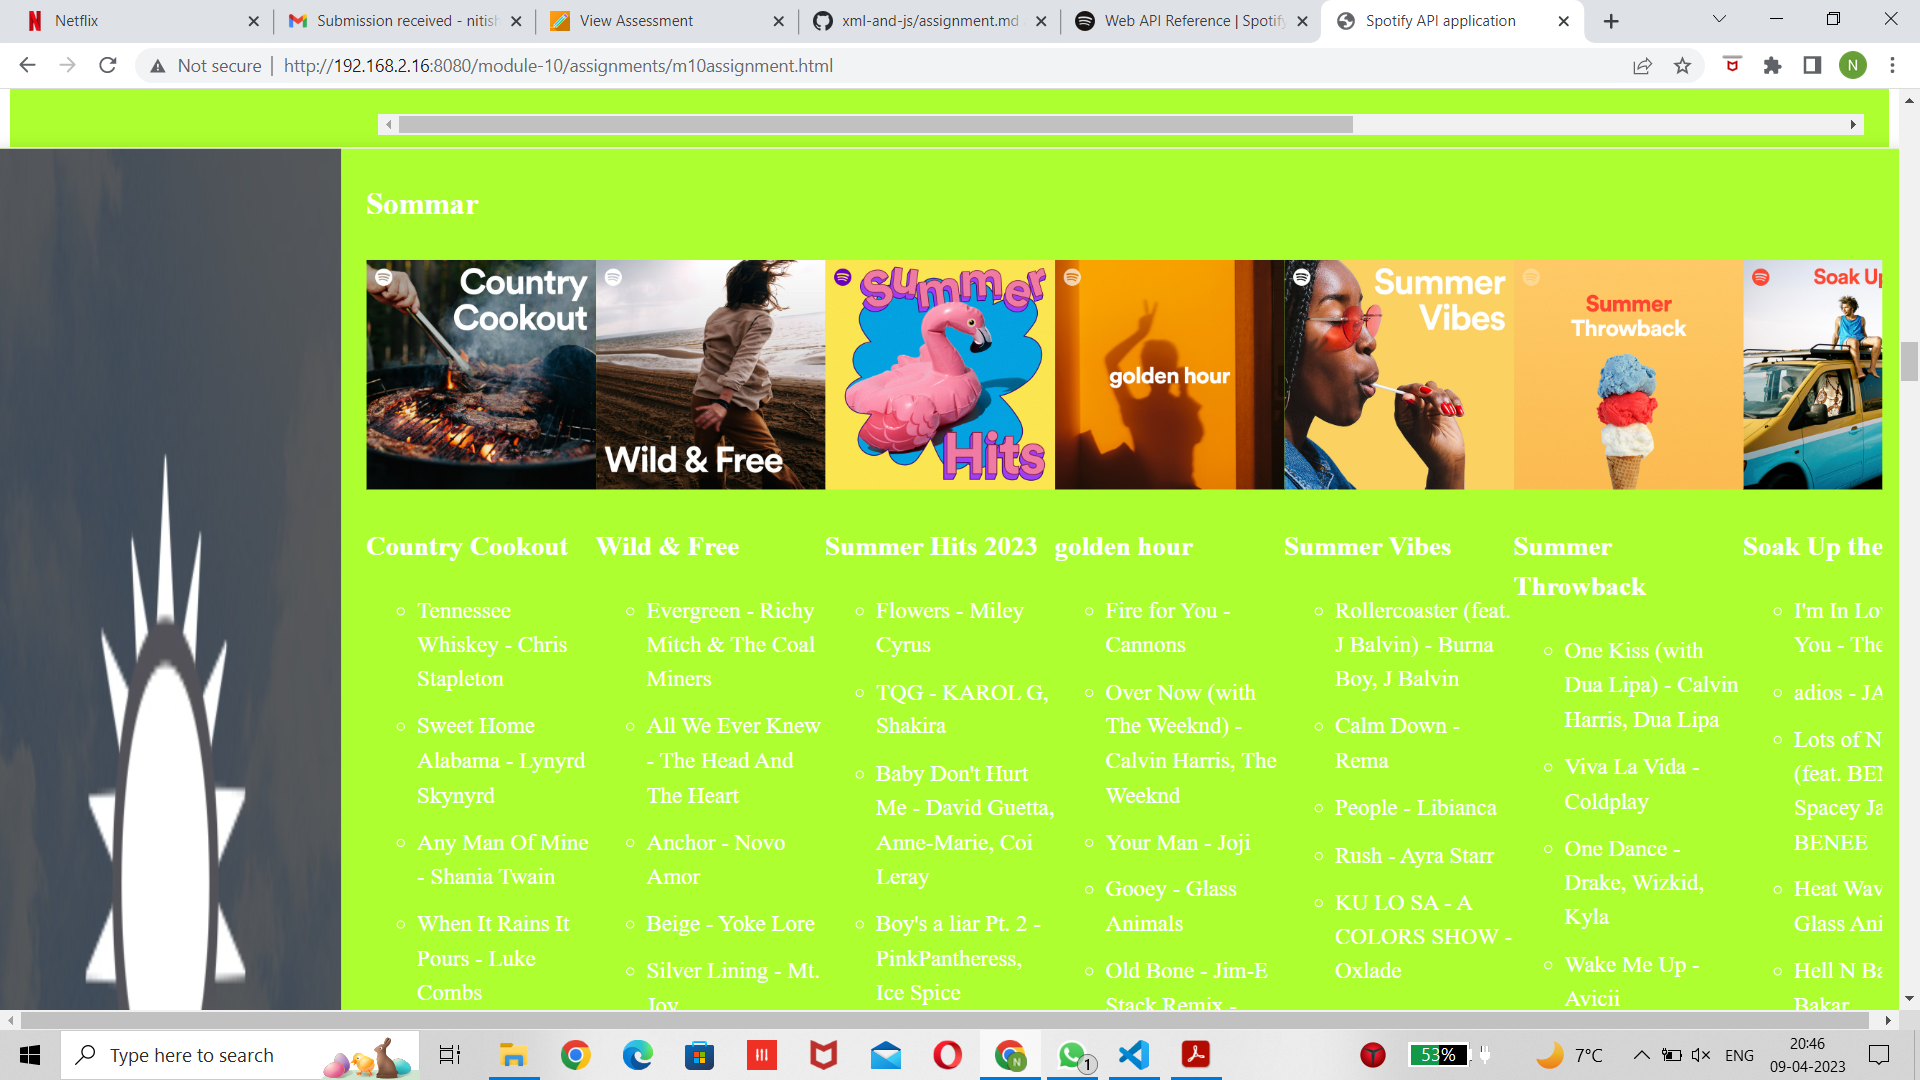 Netflix
Submission received - nitish
View Assessment
xml-and-js/assignment.md
Web API Reference | Spotify
Spotify API application
Not secure
http://192.168.2.16:8080/module-10/assignments/m10assignment.html
N
Sommar
Country
Cookout
Wild & Free
Summer
Hits
golden hour
Summer
Vibes
Summer
Throwback
Soak Up
Country Cookout
Wild & Free
Summer Hits 2023
golden hour
Summer Vibes
Summer
Throwback
Soak Up the
Tennessee
Whiskey - Chris
Stapleton
Sweet Home
Alabama - Lynyrd
Skynyrd
Any Man Of Mine
- Shania Twain
When It Rains It
Pours - Luke
Combs
Evergreen - Richy
Mitch & The Coal
Miners
All We Ever Knew
- The Head And
The Heart
Anchor - Novo
Amor
Beige - Yoke Lore
Silver Lining - Mt.
Joy
Flowers - Miley
Cyrus
TQG - KAROL G,
Shakira
Baby Don't Hurt
Me - David Guetta,
Anne-Marie, Coi
Leray
Boy's a liar Pt. 2 -
PinkPantheress,
Ice Spice
Fire for You -
Cannons
Over Now (with
The Weeknd) -
Calvin Harris, The
Weeknd
Your Man - Joji
Gooey - Glass
Animals
Old Bone - Jim-E
Stack Remix -
Rollercoaster (feat.
J Balvin) - Burna
Boy, J Balvin
Calm Down -
Rema
People - Libianca
Rush - Ayra Starr
KU LO SA - A
COLORS SHOW -
Oxlade
One Kiss (with
Dua Lipa) - Calvin
Harris, Dua Lipa
Viva La Vida -
Coldplay
One Dance -
Drake, Wizkid,
Kyla
Wake Me Up -
Avicii
I'm In Lo
You - The
adios - JA
Lots of N
(feat. BE
Spacey Ja
BENEE
Heat Wav
Glass Ani
Hell N Ba
Bakar
Type here to search
N
1
53%
7°C
ENG
20:46
09-04-2023